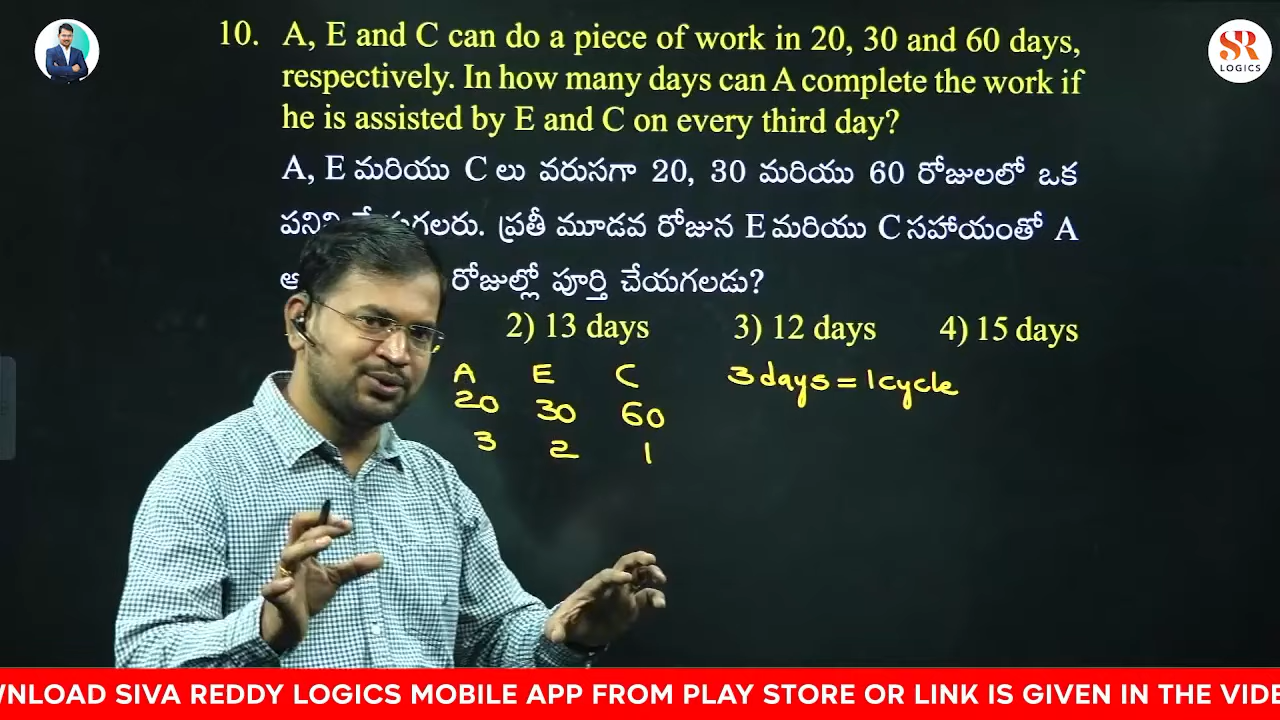 10. A, E and C can do a piece of work in 20, 30 and 60 days,
respectively. In how many days can A complete the work if
he is assisted by E and C on every third day?
SR
LOGICS
A, E మరియు C లు వరుసగా 20, 30 మరియు 60 రోజులలో ఒక
ప్రతీ మూడవ రోజున E మరియు C సహాయంతో A
రోజుల్లో పూర్తి చేయగలడు?
2) 13 days 3) 12 days 4) 15 days
A E C 3 days = 1 cycle
20 30 60
3 2 1
WNLOAD SIVA REDDY LOGICS MOBILE APP FROM PLAY STORE OR LINK IS GIVEN IN THE VIDE